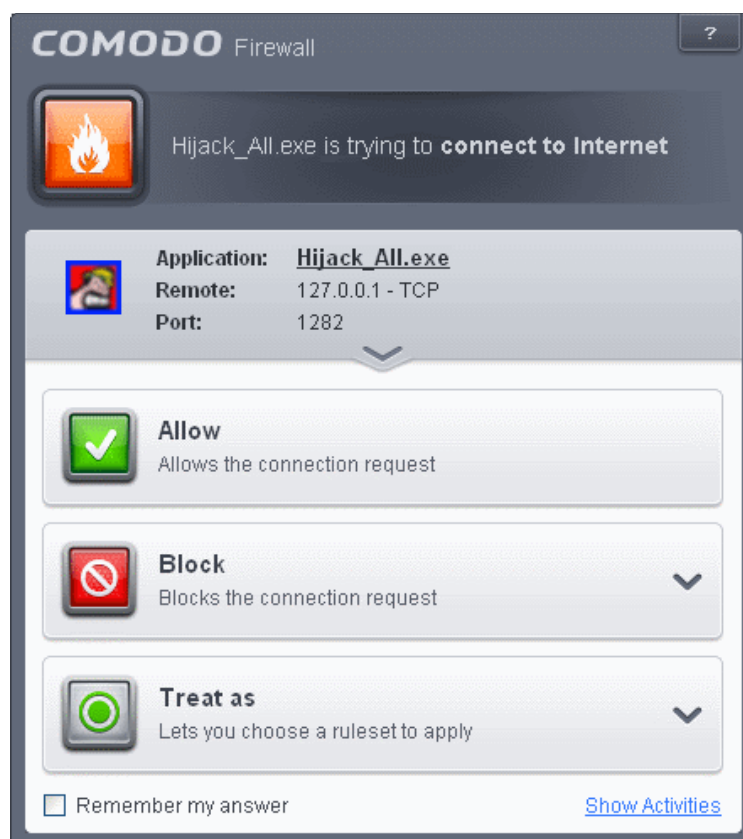 COMODO Firewall
?
Hijack_All.exe is trying to connect to Internet
Application: Hijack_All.exe
Remote: 127.0.0.1 - TCP
Port: 1282
Allow
Allows the connection request
Block
Blocks the connection request
Treat as
Lets you choose a ruleset to apply
Remember my answer
Show Activities